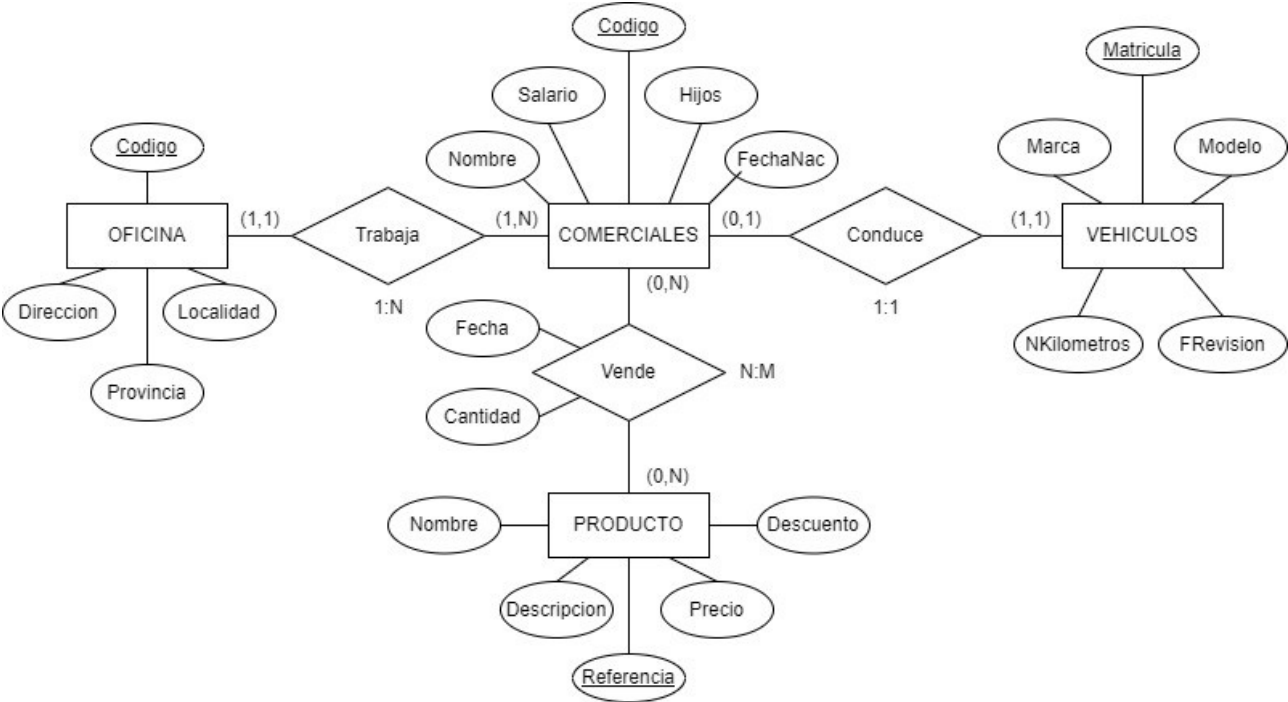 Codigo
Matricula
Salario
Hijos
Codigo
Nombre
FechaNac
Marca
Modelo
OFICINA
(1,1)
Trabaja
(1,N)
COMERCIALES
(0,1)
Conduce
(1,1)
VEHICULOS
1:N
(0,N)
1:1
Direccion
Localidad
Fecha
NKilometros
FRevision
Vende
N:M
Provincia
Cantidad
(0,N)
Nombre
PRODUCTO
Descuento
Descripcion
Precio
Referencia